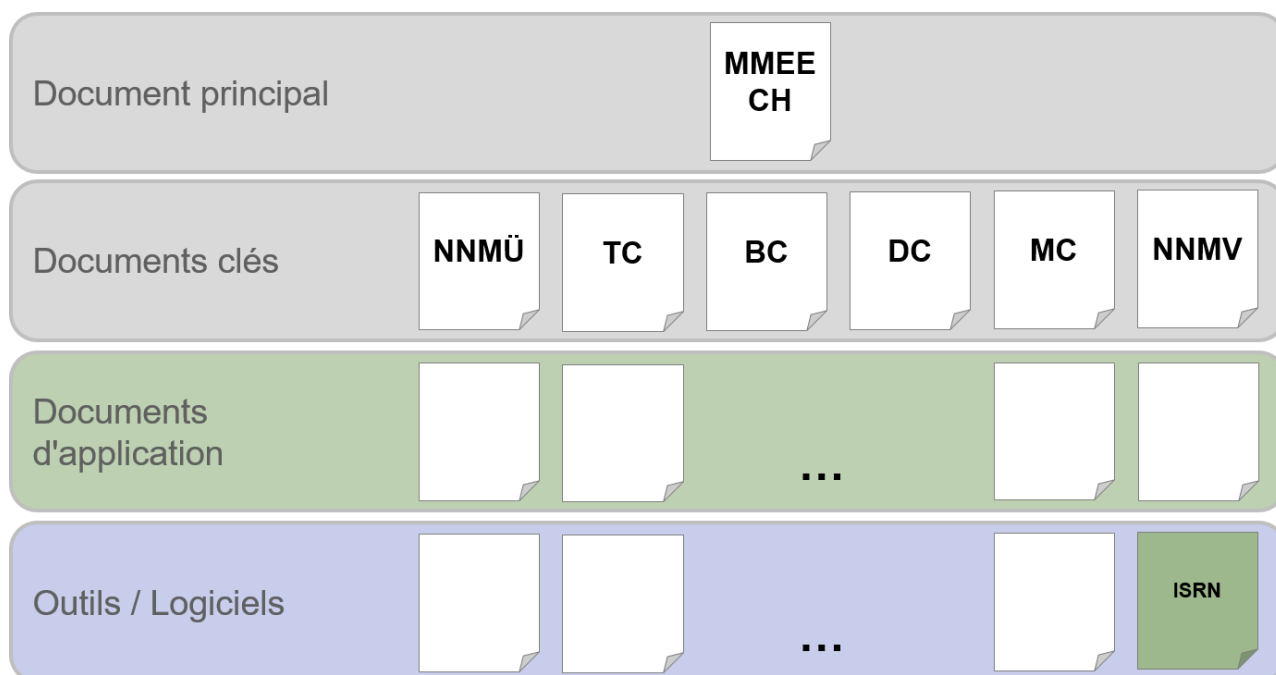 Document principal
MMEE
CH
Documents clés
NNMÜ
TC
BC
DC
MC
NNMV
Documents
d'application
...
Outils / Logiciels
...
ISRN